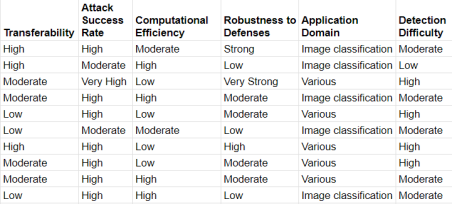 Transferability Attack Success Rate Computational Efficiency Robustness to Defenses Application Domain Detection Difficulty
High High Moderate Strong Image classification Moderate
High Moderate High Low Image classification Low
Moderate Very High Low Very Strong Various High
Moderate High High Moderate Image classification Moderate
Low High Low Moderate Various High
Low Moderate Moderate Low Image classification Moderate
High High Low High Various High
Moderate High Low Moderate Various High
Moderate High High Moderate Various Moderate
Low High High Low Image classification Moderate